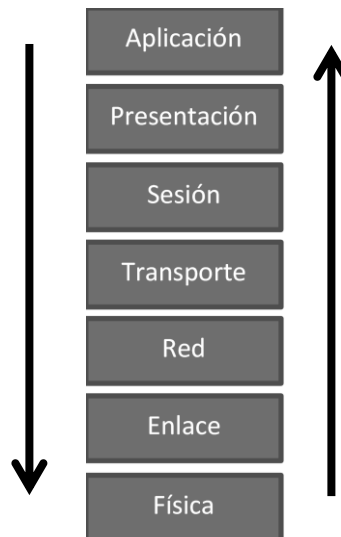 Aplicación
Presentación
Sesión
Transporte
Red
Enlace
Física